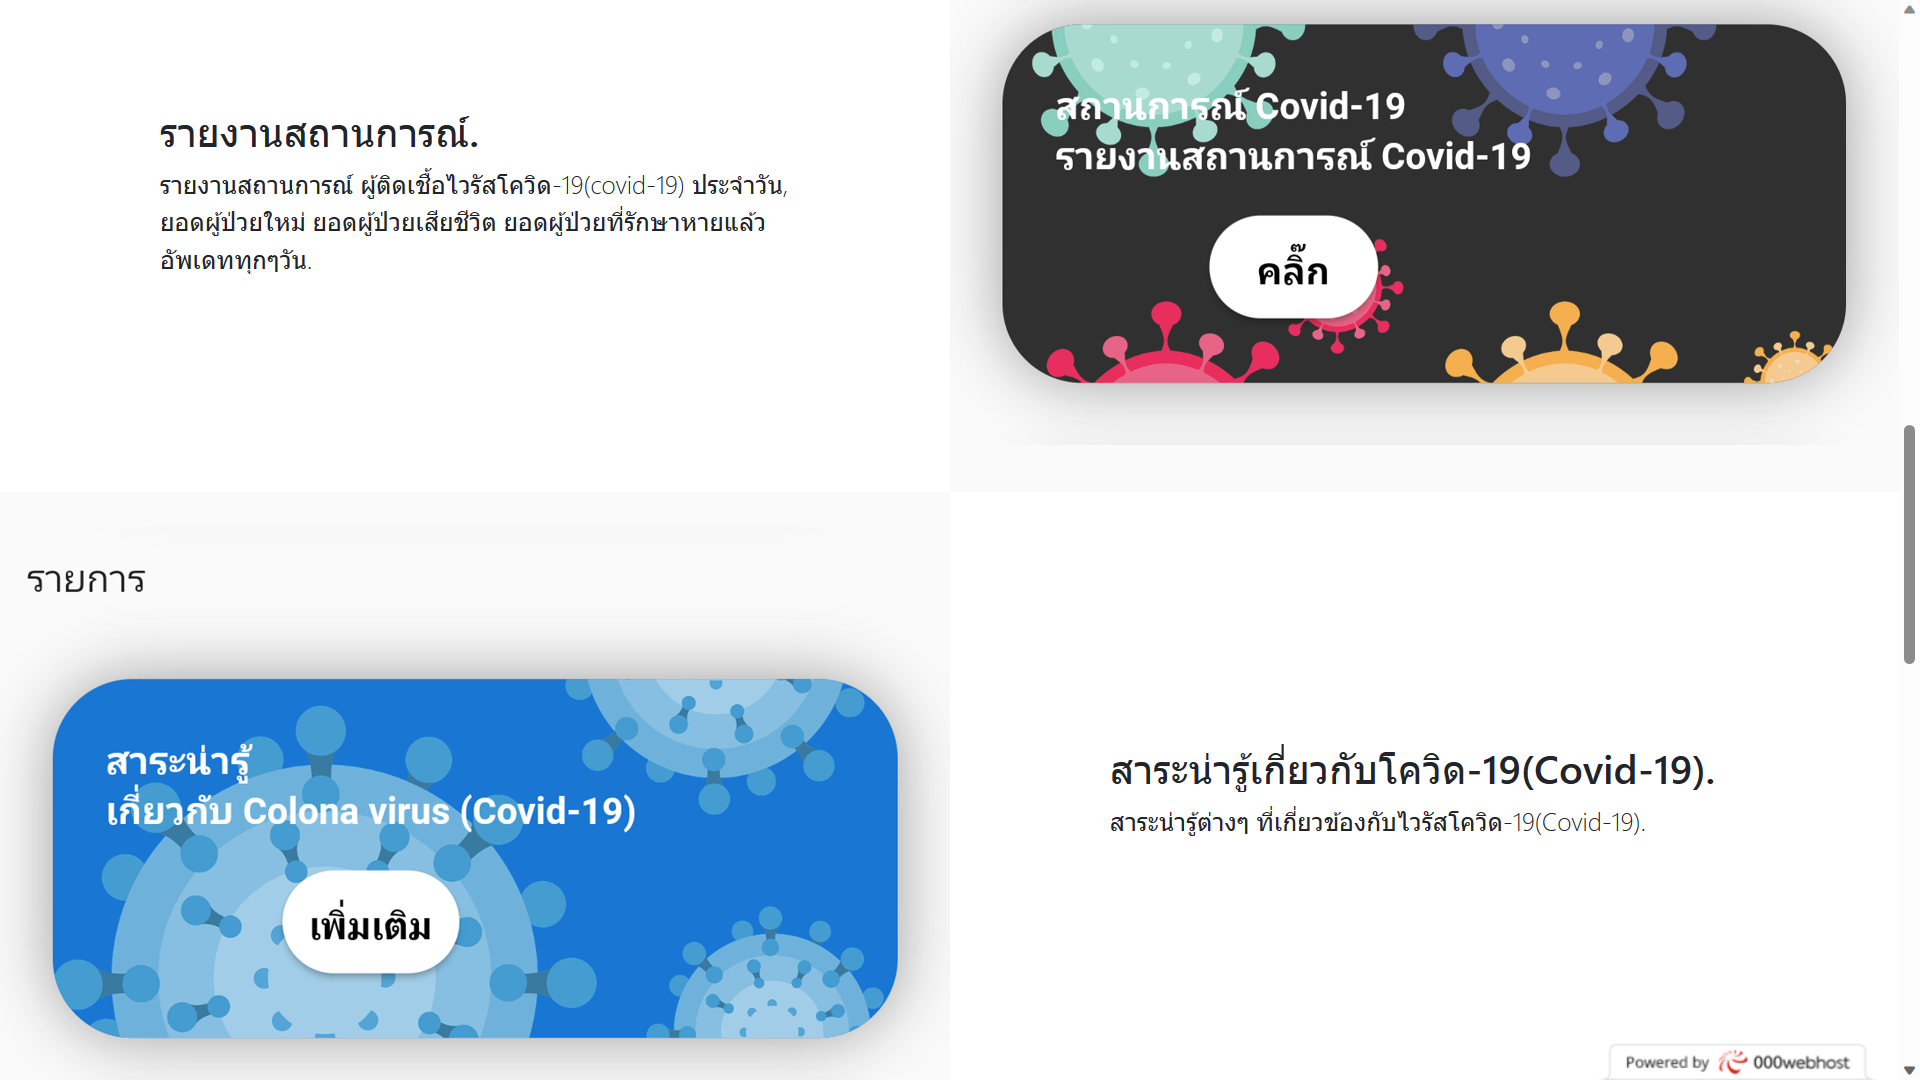 รายงานสถานการณ์.
รายงานสถานการณ์ ผู้ติดเชื้อไวรัสโควิด-19(covid-19) ประจำวัน,
ยอดผู้ป่วยใหม่ ยอดผู้ป่วยเสียชีวิต ยอดผู้ป่วยที่รักษาหายแล้ว
อัพเดททุกๆวัน.
สถานการณ์ Covid-19
รายงานสถานการณ์ Covid-19
คลิ๊ก
รายการ
สาระน่ารู้
เกี่ยวกับ Colona virus (Covid-19)
เพิ่มเติม
สาระน่ารู้เกี่ยวกับโควิด-19(Covid-19).
สาระน่ารู้ต่างๆ ที่เกี่ยวข้องกับไวรัสโควิด-19(Covid-19).
Powered by 000webhost